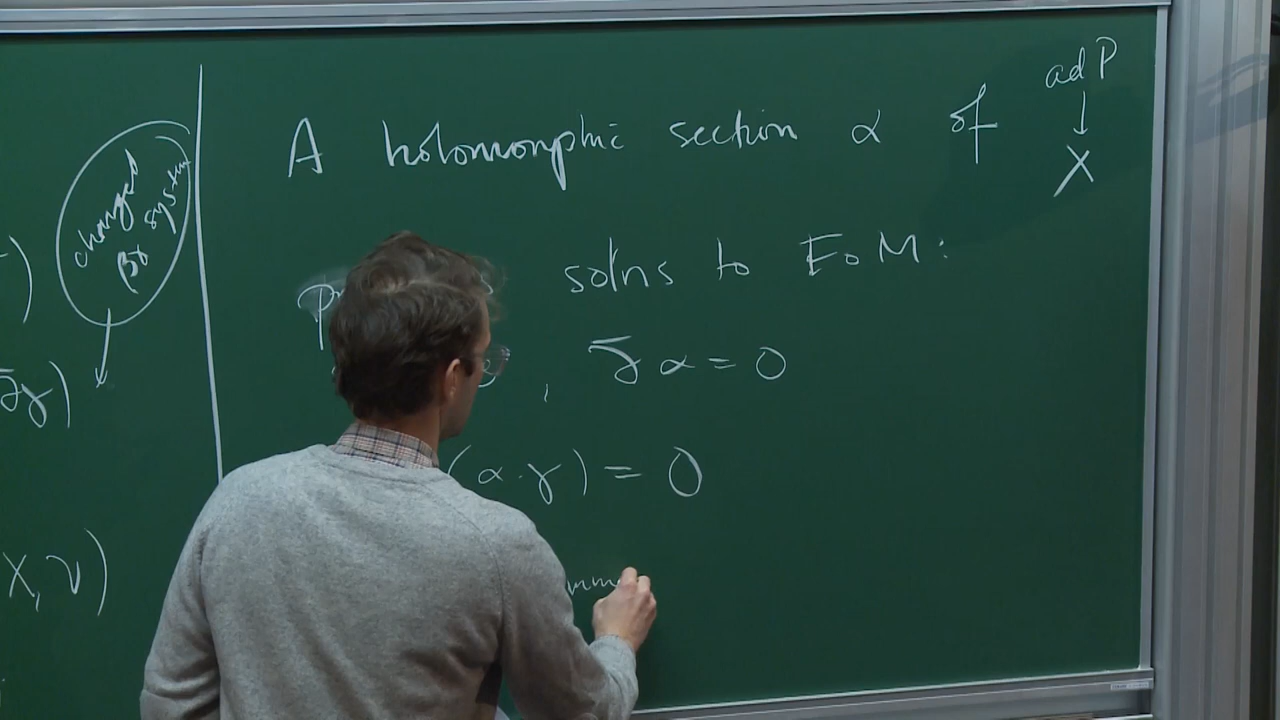 changed
βγ
system
)
∂̄γ)
X, ν)
A holomorphic section α of ad P
↓
X
solns to EoM:
, ∂̄α = 0
(α·γ) = 0